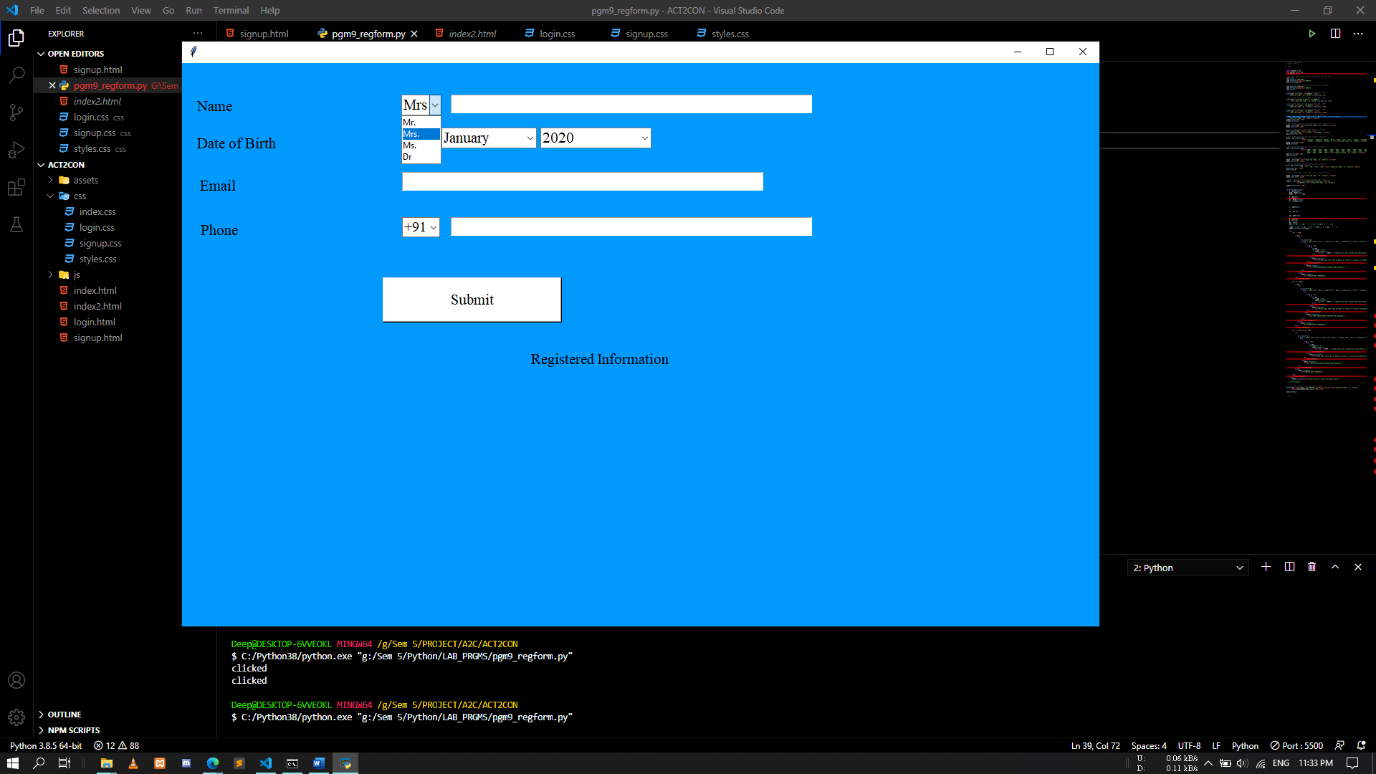 File Edit Selection View Go Run Terminal Help
pgm9_regform.py - ACT2CON - Visual Studio Code
EXPLORER
signup.html pgm9_regform.py index2.html login.css signup.css styles.css
OPEN EDITORS
signup.html
pgm9_regform.py G:\Sem
index2.html
login.css css
signup.css css
styles.css css
ACT2CON
assets
css
index.css
login.css
signup.css
styles.css
js
index.html
index2.html
login.html
signup.html
OUTLINE
NPM SCRIPTS
Name Mrs
Mr.
Mrs.
Ms.
Dr
Date of Birth January 2020
Email
Phone +91
Submit
Registered Information
2: Python
Deep@DESKTOP-6VVEOKL MINGW64 /g/Sem 5/PROJECT/A2C/ACT2CON
$ C:/Python38/python.exe "g:/Sem 5/Python/LAB_PRGMS/pgm9_regform.py"
clicked
clicked
Deep@DESKTOP-6VVEOKL MINGW64 /g/Sem 5/PROJECT/A2C/ACT2CON
$ C:/Python38/python.exe "g:/Sem 5/Python/LAB_PRGMS/pgm9_regform.py"
Python 3.8.5 64-bit 12 88 Ln 39, Col 72 Spaces: 4 UTF-8 LF Python Port : 5500
U: 0.06 kB/s
D: 0.11 kB/s
ENG 11:33 PM